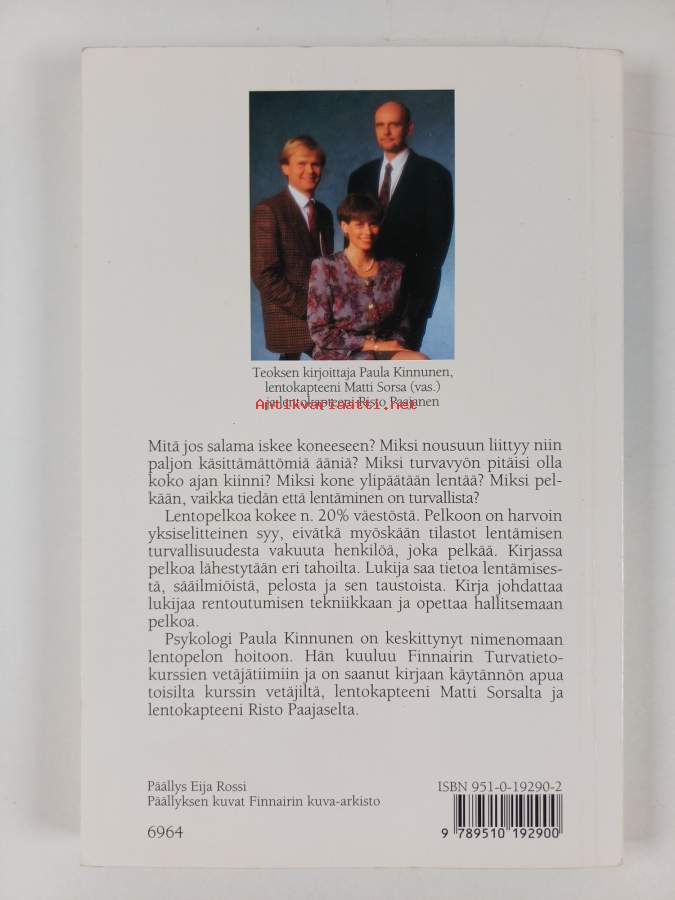 Teoksen kirjoittaja Paula Kinnunen,
lentokapteeni Matti Sorsa (vas.)
ja lentokapteeni Risto Paajanen
Antikvariaatti.net
Mitä jos salama iskee koneeseen? Miksi nousuun liittyy niin
paljon käsittämättömiä ääniä? Miksi turvavyön pitäisi olla
koko ajan kiinni? Miksi kone ylipäätään lentää? Miksi pel-
kään, vaikka tiedän että lentäminen on turvallista?
Lentopelkoa kokee n. 20% väestöstä. Pelkoon on harvoin
yksiselitteinen syy, eivätkä myöskään tilastot lentämisen
turvallisuudesta vakuuta henkilöä, joka pelkää. Kirjassa
pelkoa lähestytään eri tahoilta. Lukija saa tietoa lentämises-
tä, sääilmiöistä, pelosta ja sen taustoista. Kirja johdattaa
lukijaa rentoutumisen tekniikkaan ja opettaa hallitsemaan
pelkoa.
Psykologi Paula Kinnunen on keskittynyt nimenomaan
lentopelon hoitoon. Hän kuuluu Finnairin Turvatieto-
kurssien vetäjätiimiin ja on saanut kirjaan käytännön apua
toisilta kurssin vetäjiltä, lentokapteeni Matti Sorsalta ja
lentokapteeni Risto Paajaselta.
Päällys Eija Rossi
Päällyksen kuvat Finnairin kuva-arkisto
6964
ISBN 951-0-19290-2
9 789510 192900